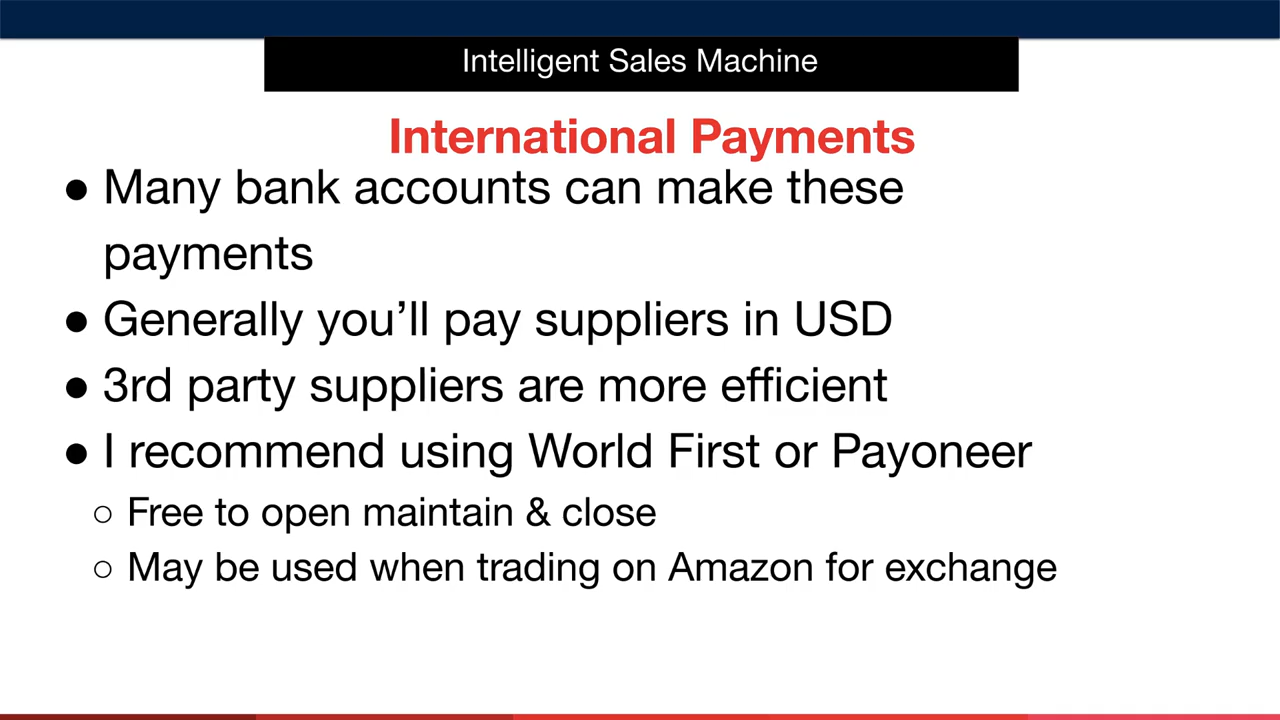 Intelligent Sales Machine
International Payments
● Many bank accounts can make these
payments
● Generally you’ll pay suppliers in USD
● 3rd party suppliers are more efficient
● I recommend using World First or Payoneer
○ Free to open maintain & close
○ May be used when trading on Amazon for exchange